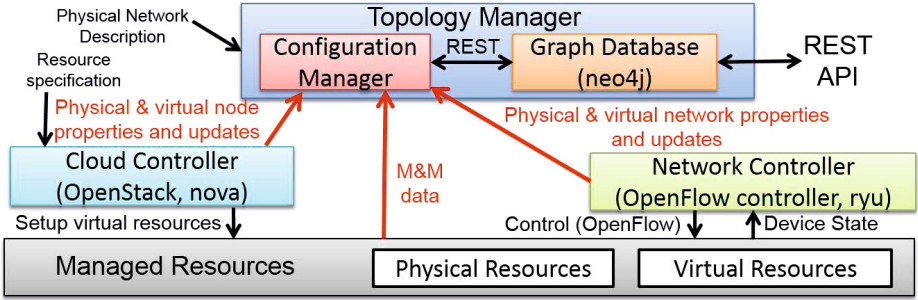 Physical Network
Description
Topology Manager
Configuration
Manager
REST
Graph Database
(neo4j)
REST
API
Resource
specification
Physical & virtual node
properties and updates
Physical & virtual network properties
and updates
Cloud Controller
(OpenStack, nova)
M&M
data
Network Controller
(OpenFlow controller, ryu)
Setup virtual resources
Control (OpenFlow)
Device State
Managed Resources
Physical Resources
Virtual Resources